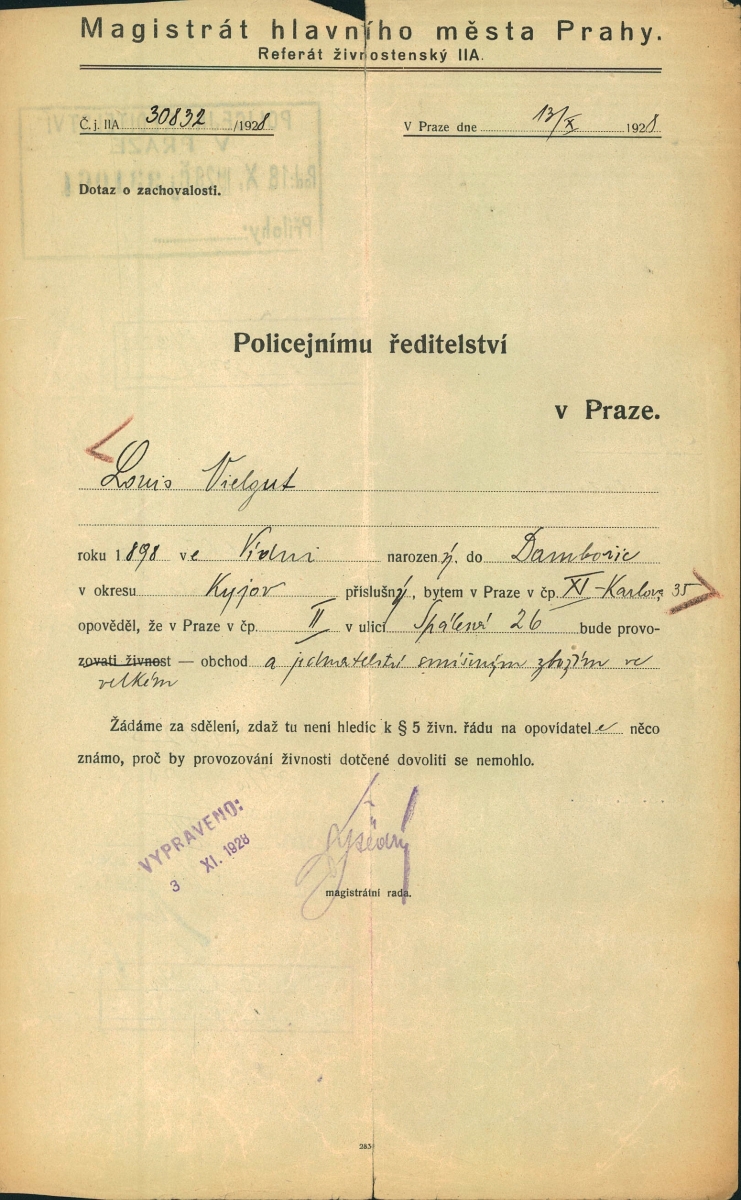 Magistrát hlavního města Prahy.
Referát živnostenský IIA.
Č. j. IIA 30832 /1928
V Praze dne 13/X 1928
Dotaz o zachovalosti.
Policejnímu ředitelství
v Praze.
Louis Vielgut
roku 1898 ve Vídni narozený do Dambořic
v okresu Kyjov příslušný, bytem v Praze v čp. XI-Karlova 35
opověděl, že v Praze v čp. II v ulici Spálená 26 bude provo-
zovati živnost — obchod a jednatelství smíšeným zbožím ve
velkém
Žádáme za sdělení, zdaž tu není hledíc k § 5 živn. řádu na opovídatele něco
známo, proč by provozování živnosti dotčené dovoliti se nemohlo.
VYPRAVENO:
3 XI. 1928
magistrátní rada.
283